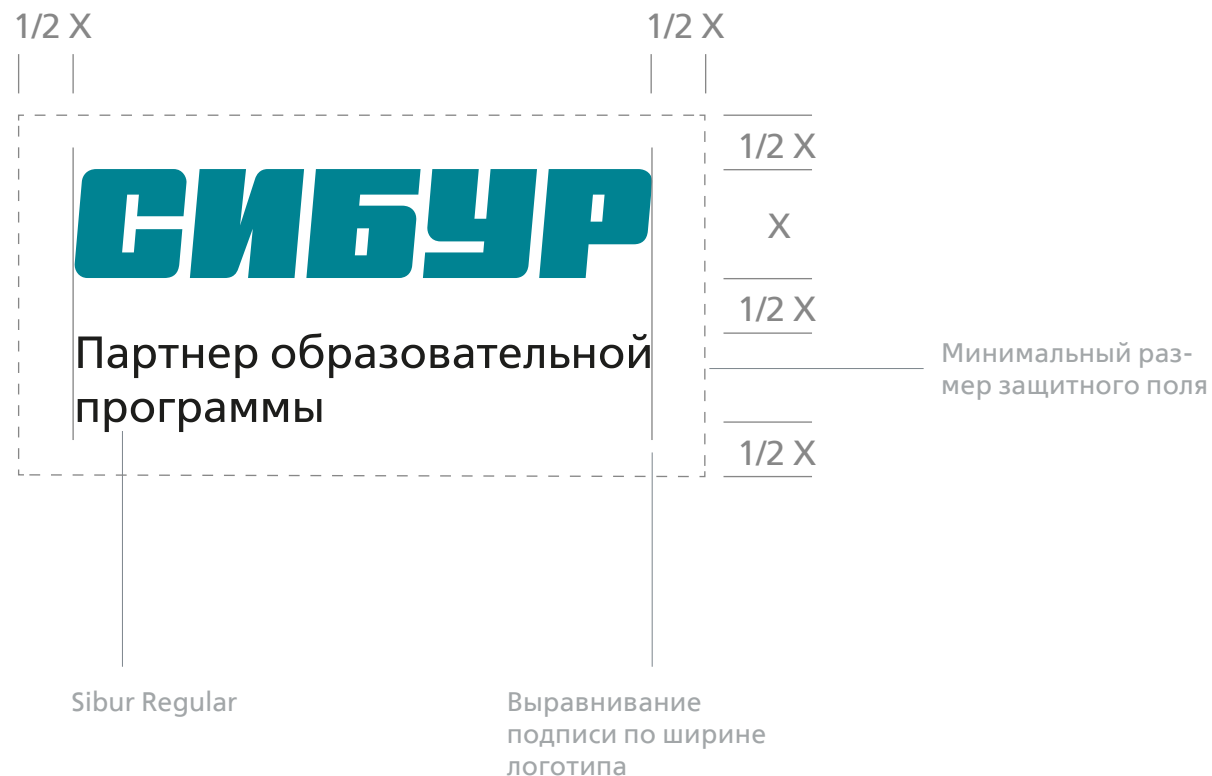 1/2 X 1/2 X
1/2 X
СИБУР
X
1/2 X
Партнер образовательной
программы
Минимальный раз-
мер защитного поля
1/2 X
Sibur Regular
Выравнивание
подписи по ширине
логотипа